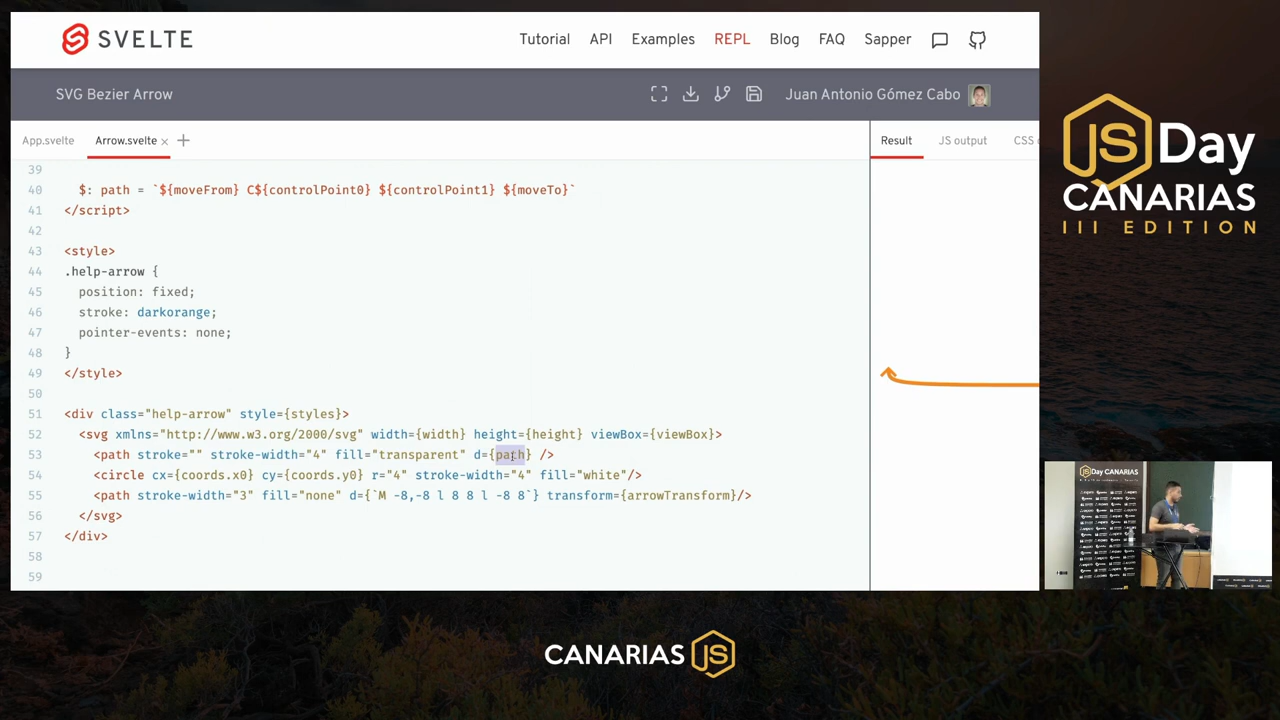 SVELTE
Tutorial API Examples REPL Blog FAQ Sapper
SVG Bezier Arrow
Juan Antonio Gómez Cabo
App.svelte Arrow.svelte × +
Result JS output CSS
39
40 $: path = `${moveFrom} C${controlPoint0} ${controlPoint1} ${moveTo}`
41 </script>
42
43 <style>
44 .help-arrow {
45 position: fixed;
46 stroke: darkorange;
47 pointer-events: none;
48 }
49 </style>
50
51 <div class="help-arrow" style={styles}>
52 <svg xmlns="http://www.w3.org/2000/svg" width={width} height={height} viewBox={viewBox}>
53 <path stroke="" stroke-width="4" fill="transparent" d={path} />
54 <circle cx={coords.x0} cy={coords.y0} r="4" stroke-width="4" fill="white"/>
55 <path stroke-width="3" fill="none" d={`M -8,-8 l 8 8 l -8 8`} transform={arrowTransform}/>
56 </svg>
57 </div>
58
59
JS Day
CANARIAS
III EDITION
JSDay CANARIAS
CANARIAS JS